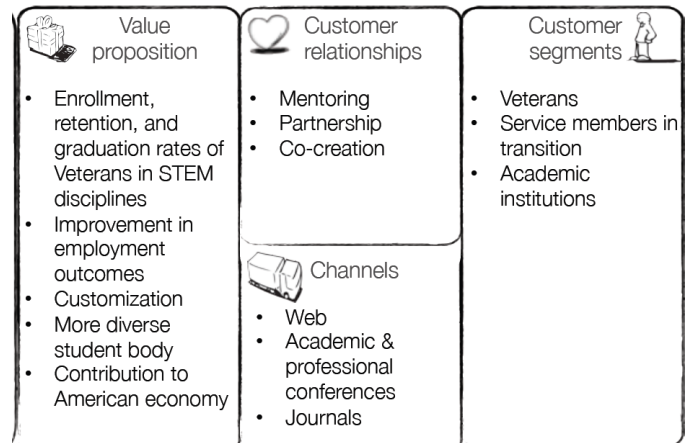 Value
proposition
• Enrollment,
retention, and
graduation rates of
Veterans in STEM
disciplines
• Improvement in
employment
outcomes
• Customization
• More diverse
student body
• Contribution to
American economy
Customer
relationships
• Mentoring
• Partnership
• Co-creation
Channels
• Web
• Academic &
professional
conferences
• Journals
Customer
segments
• Veterans
• Service members in
transition
• Academic
institutions